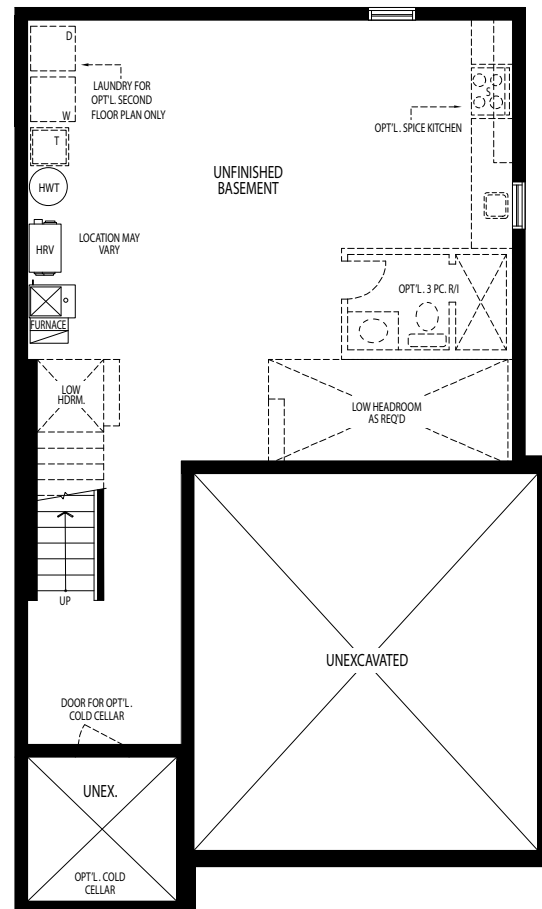 D
LAUNDRY FOR
OPT'L. SECOND
FLOOR PLAN ONLY
W
S
OPT'L. SPICE KITCHEN
T
UNFINISHED
BASEMENT
HWT
HRV
LOCATION MAY
VARY
OPT'L. 3 PC. R/I
FURNACE
LOW
HDRM.
LOW HEADROOM
AS REQ'D
UP
UNEXCAVATED
DOOR FOR OPT'L.
COLD CELLAR
UNEX.
OPT'L. COLD
CELLAR